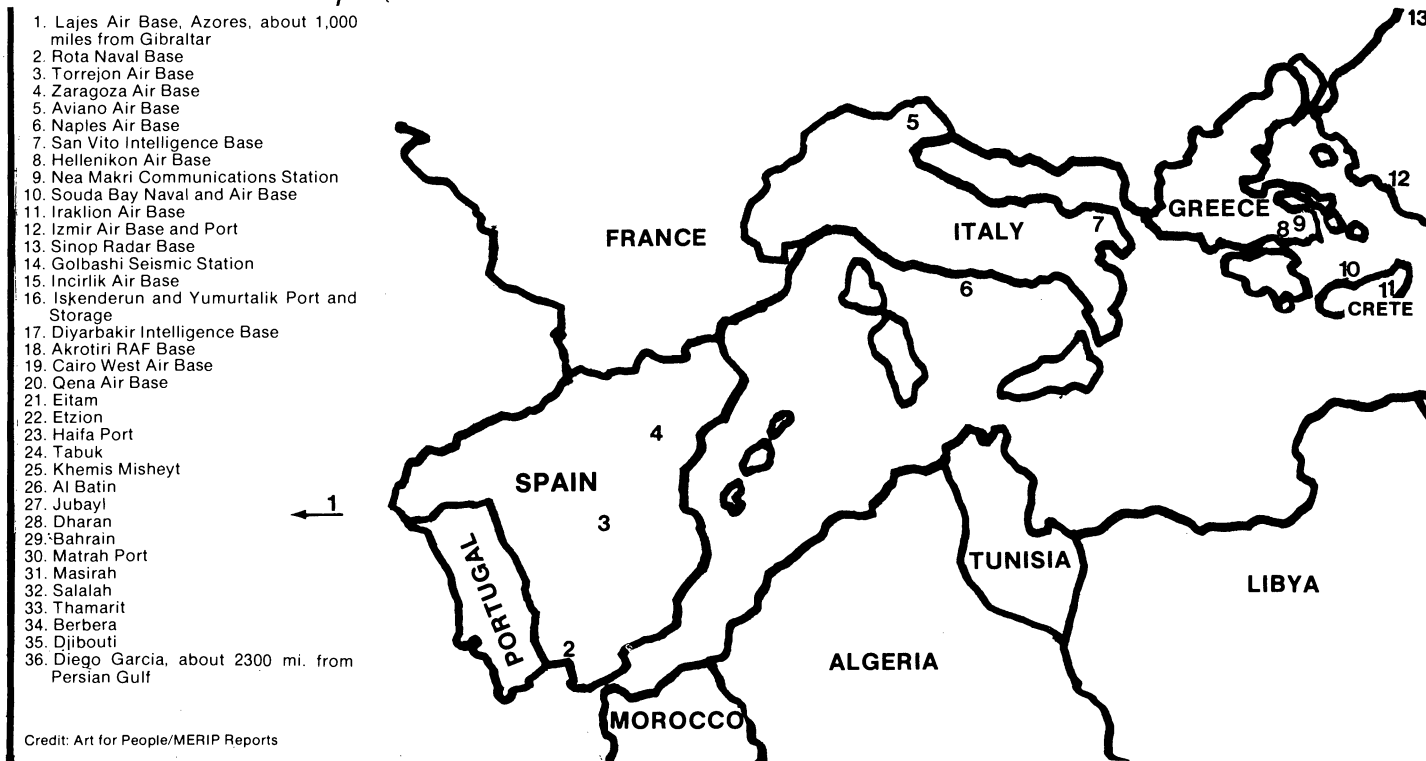 1. Lajes Air Base, Azores, about 1,000
miles from Gibraltar
2. Rota Naval Base
3. Torrejon Air Base
4. Zaragoza Air Base
5. Aviano Air Base
6. Naples Air Base
7. San Vito Intelligence Base
8. Hellenikon Air Base
9. Nea Makri Communications Station
10. Souda Bay Naval and Air Base
11. Iraklion Air Base
12. Izmir Air Base and Port
13. Sinop Radar Base
14. Golbashi Seismic Station
15. Incirlik Air Base
16. Iskenderun and Yumurtalik Port and
Storage
17. Diyarbakir Intelligence Base
18. Akrotiri RAF Base
19. Cairo West Air Base
20. Qena Air Base
21. Eitam
22. Etzion
23. Haifa Port
24. Tabuk
25. Khemis Misheyt
26. Al Batin
27. Jubayl
28. Dharan
29. Bahrain
30. Matrah Port
31. Masirah
32. Salalah
33. Thamarit
34. Berbera
35. Djibouti
36. Diego Garcia, about 2300 mi. from
Persian Gulf
Credit: Art for People/MERIP Reports
13
5
12
GREECE
7
8
9
FRANCE
ITALY
10
6
11
CRETE
4
SPAIN
1
3
PORTUGAL
TUNISIA
LIBYA
2
ALGERIA
MOROCCO